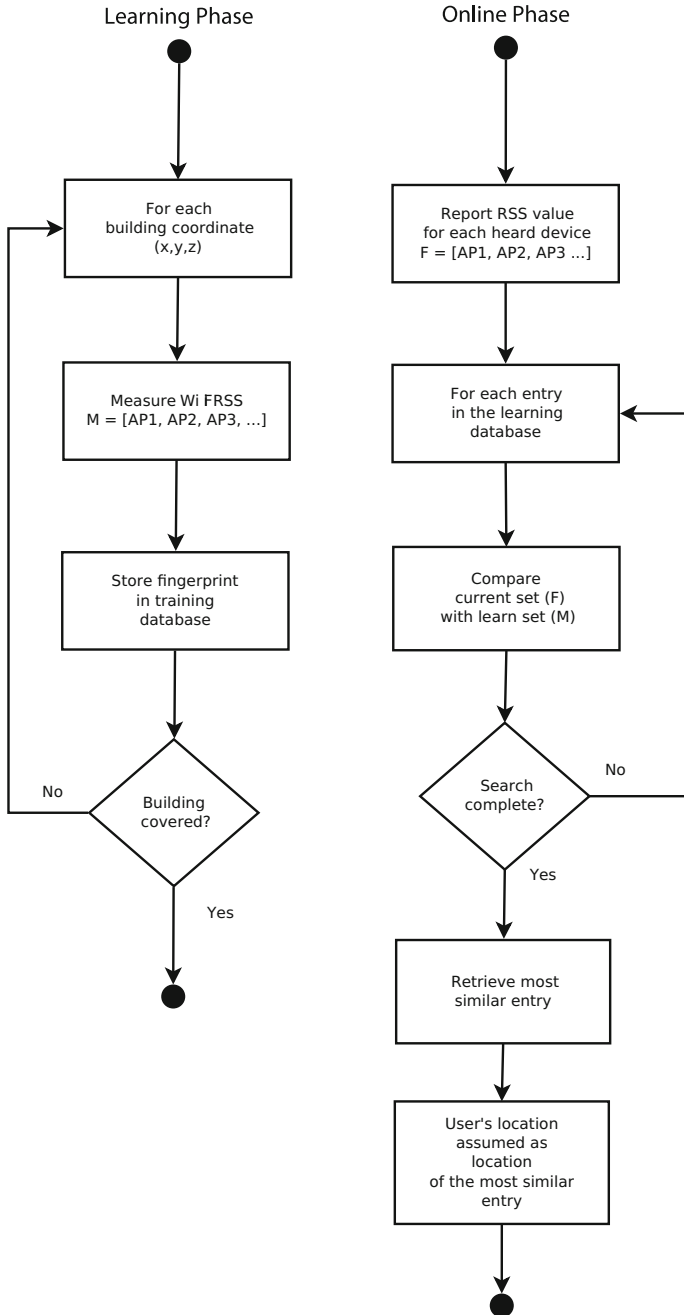 Learning Phase
For each
building coordinate
(x,y,z)
Measure Wi FRSS
M = [AP1, AP2, AP3, ...]
Store fingerprint
in training
database
Building
covered?
No
Yes
Online Phase
Report RSS value
for each heard device
F = [AP1, AP2, AP3 ...]
For each entry
in the learning
database
Compare
current set (F)
with learn set (M)
Search
complete?
No
Yes
Retrieve most
similar entry
User's location
assumed as
location
of the most similar
entry